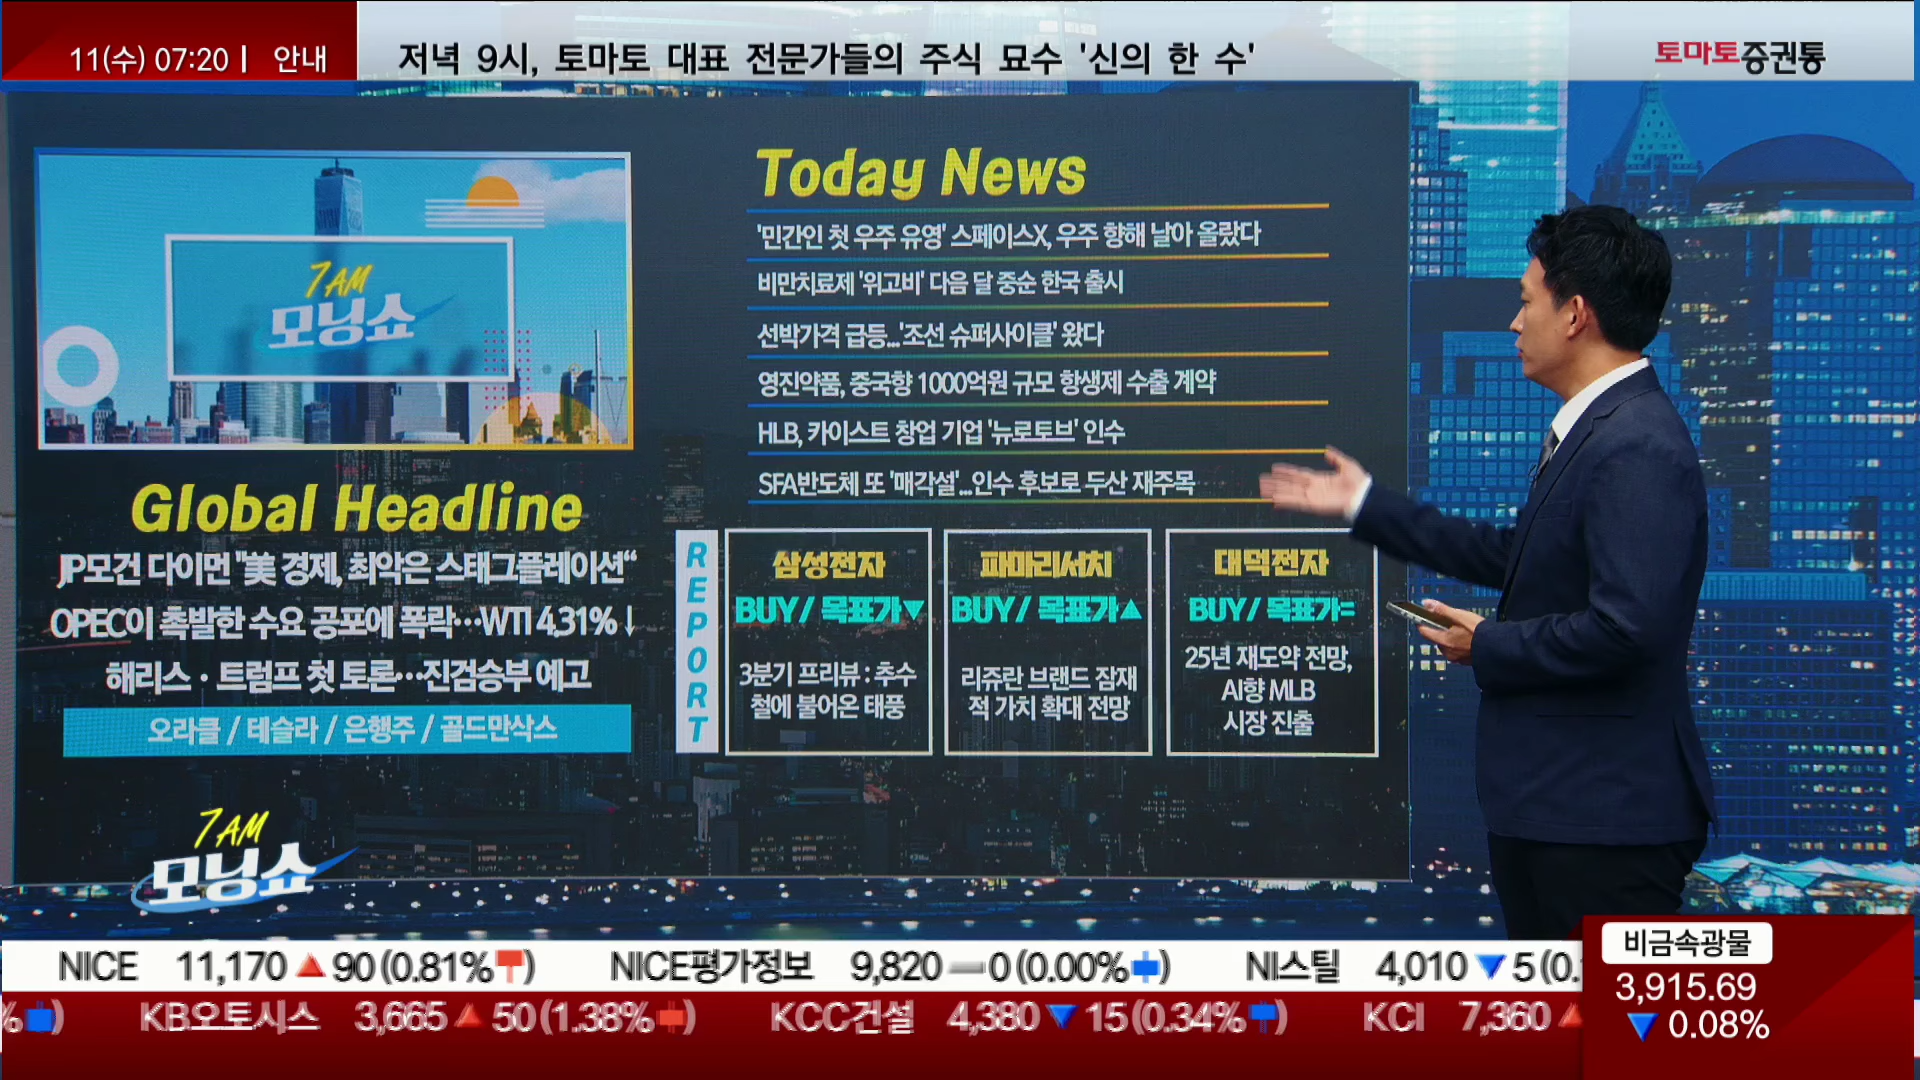 11(수) 07:20 | 안내
저녁 9시, 토마토 대표 전문가들의 주식 묘수 '신의 한 수'
토마토증권통
7 AM
모닝쇼
Global Headline
JP모건 다이먼 "美 경제, 최악은 스태그플레이션“
OPEC이 촉발한 수요 공포에 폭락…WTI 4.31%↓
해리스·트럼프 첫 토론…진검승부 예고
오라클 / 테슬라 / 은행주 / 골드만삭스
Today News
'민간인 첫 우주 유영' 스페이스X, 우주 향해 날아 올랐다
비만치료제 '위고비' 다음 달 중순 한국 출시
선박가격 급등...'조선 슈퍼사이클' 왔다
영진약품, 중국향 1000억원 규모 항생제 수출 계약
HLB, 카이스트 창업 기업 '뉴로토브' 인수
SFA반도체 또 '매각설'...인수 후보로 두산 재주목
REPORT
삼성전자
BUY/ 목표가▼
3분기 프리뷰 : 추수
철에 불어온 태풍
파마리서치
BUY/ 목표가▲
리쥬란 브랜드 잠재
적 가치 확대 전망
대덕전자
BUY/ 목표가=
25년 재도약 전망,
AI향 MLB
시장 진출
7 AM
모닝쇼
NICE 11,170 ▲ 90 (0.81%) NICE평가정보 9,820 ー 0 (0.00%) NI스틸 4,010 ▼ 5 (0.
%) KB오토시스 3,665 ▲ 50 (1.38%) KCC건설 4,380 ▼ 15 (0.34%) KCI 7,360 ▲
비금속광물
3,915.69
▼ 0.08%